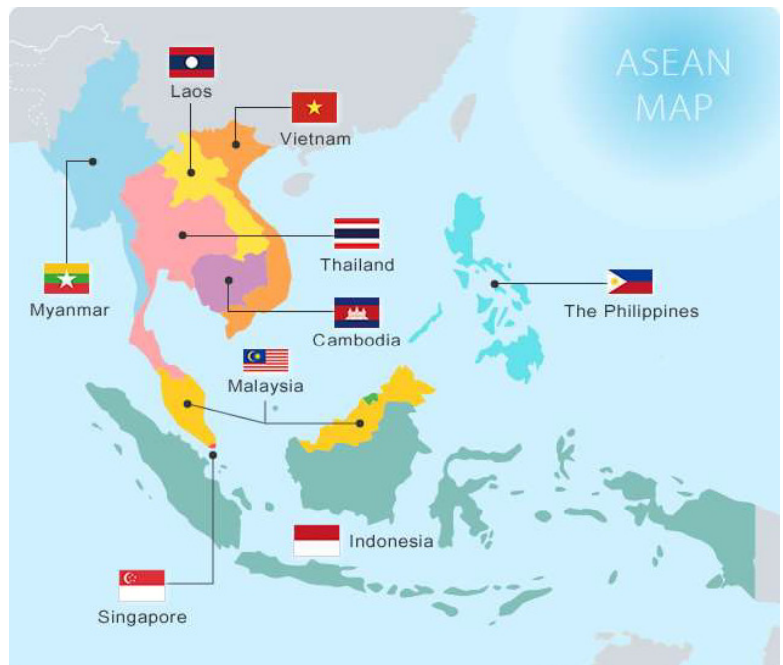 ASEAN
MAP
Laos
Vietnam
Thailand
Myanmar
The Philippines
Cambodia
Malaysia
Indonesia
Singapore